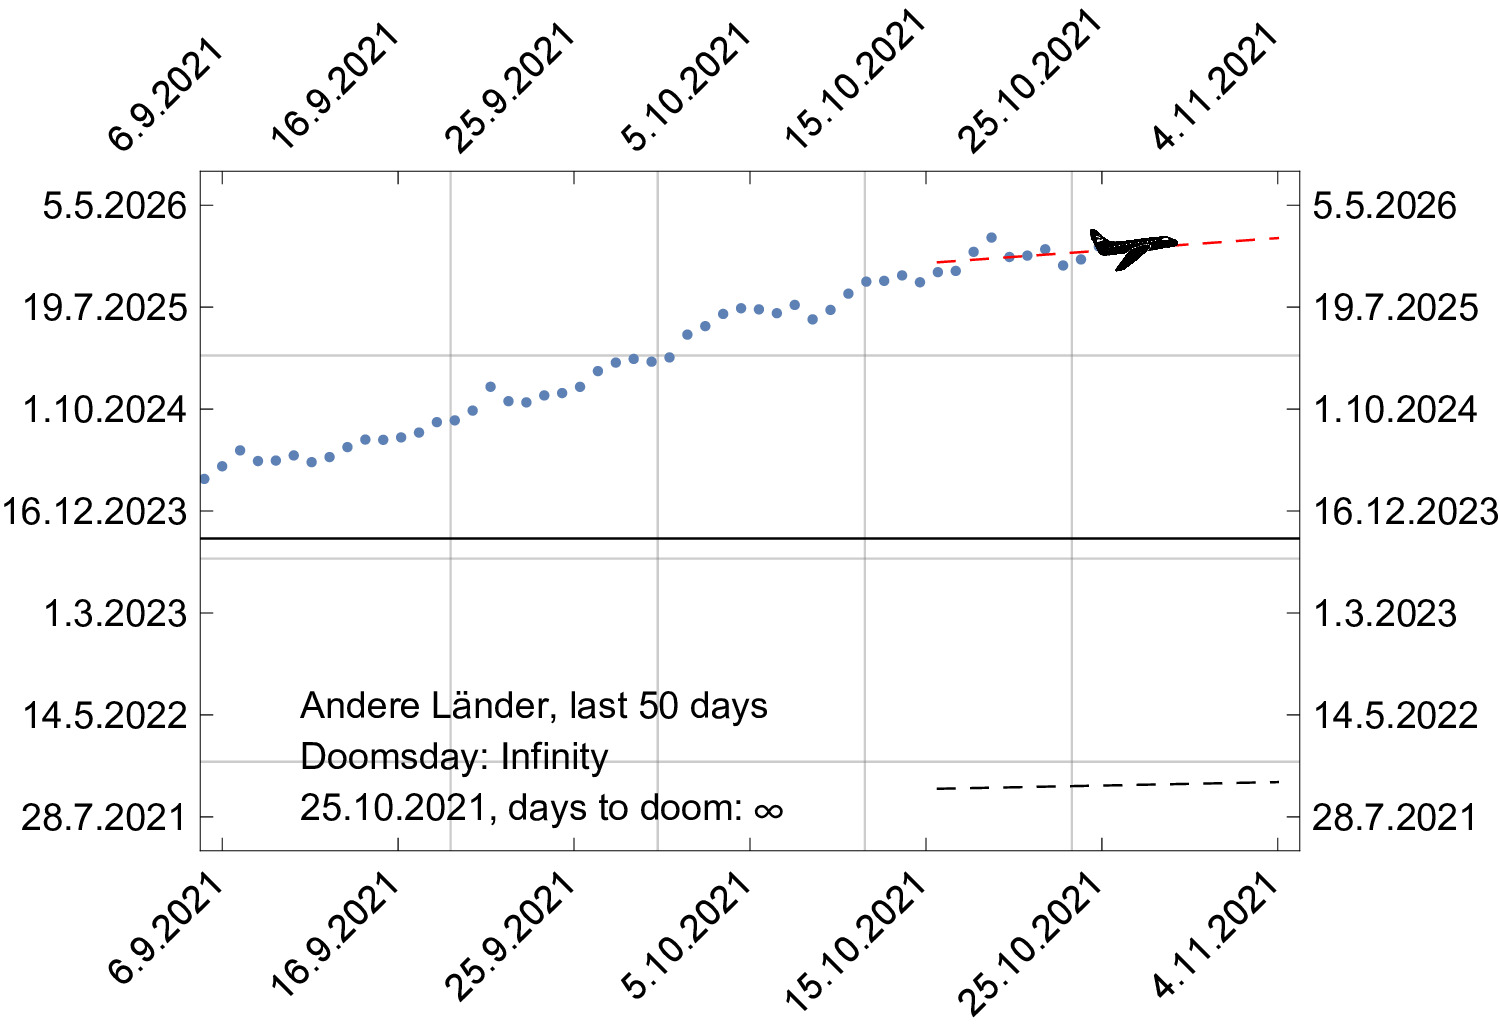 6.9.2021 16.9.2021 25.9.2021 5.10.2021 15.10.2021 25.10.2021 4.11.2021
5.5.2026 5.5.2026
19.7.2025 19.7.2025
1.10.2024 1.10.2024
16.12.2023 16.12.2023
1.3.2023 1.3.2023
14.5.2022 14.5.2022
28.7.2021 28.7.2021
Andere Länder, last 50 days
Doomsday: Infinity
25.10.2021, days to doom: ∞
6.9.2021 16.9.2021 25.9.2021 5.10.2021 15.10.2021 25.10.2021 4.11.2021